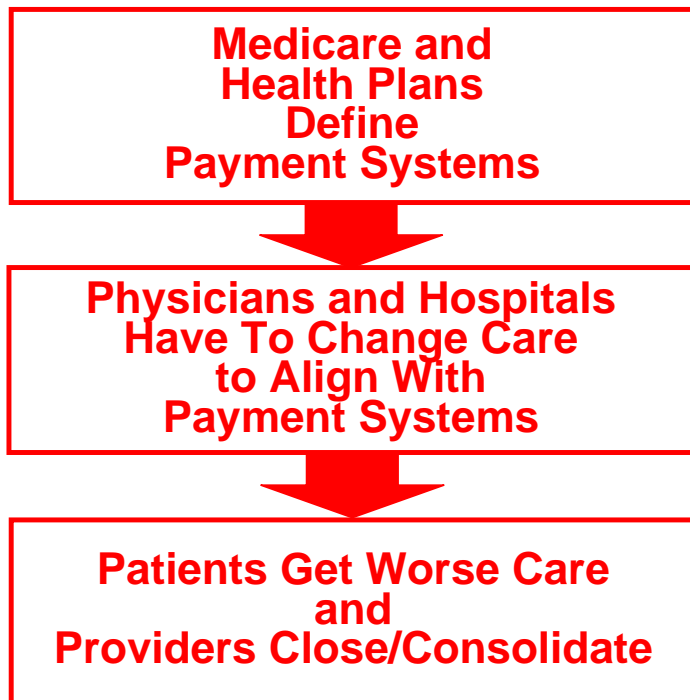 Medicare and
Health Plans
Define
Payment Systems
Physicians and Hospitals
Have To Change Care
to Align With
Payment Systems
Patients Get Worse Care
and
Providers Close/Consolidate